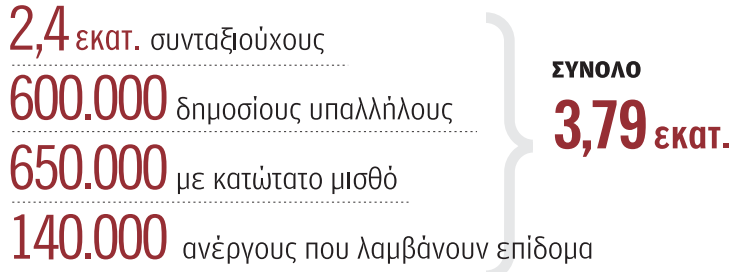 2,4 εκατ. συνταξιούχους
600.000 δημοσίους υπαλλήλους
650.000 με κατώτατο μισθό
140.000 ανέργους που λαμβάνουν επίδομα
ΣΥΝΟΛΟ
3,79 εκατ.